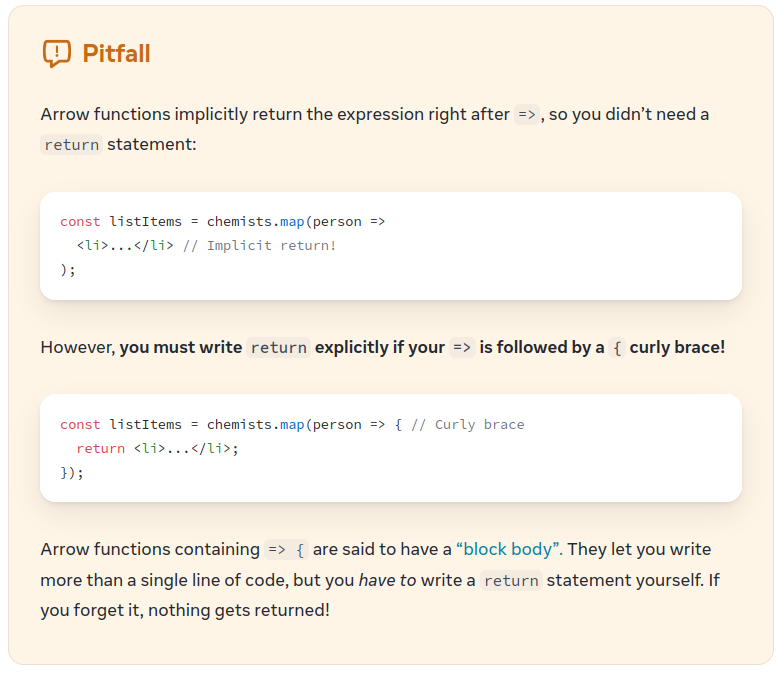 Pitfall
Arrow functions implicitly return the expression right after =>, so you didn’t need a
return statement:
const listItems = chemists.map(person =>
  <li>...</li> // Implicit return!
);
However, you must write return explicitly if your => is followed by a { curly brace!
const listItems = chemists.map(person => { // Curly brace
  return <li>...</li>;
});
Arrow functions containing => { are said to have a “block body”. They let you write
more than a single line of code, but you have to write a return statement yourself. If
you forget it, nothing gets returned!